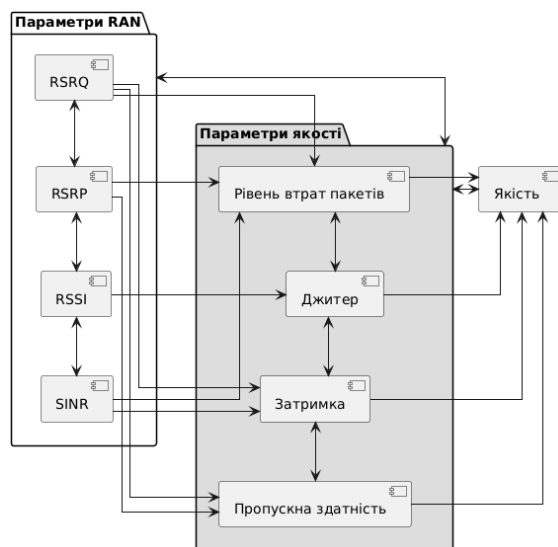 Параметри RAN
RSRQ
Параметри якості
RSRP
Рівень втрат пакетів
Якість
RSSI
Джитер
SINR
Затримка
Пропускна здатність